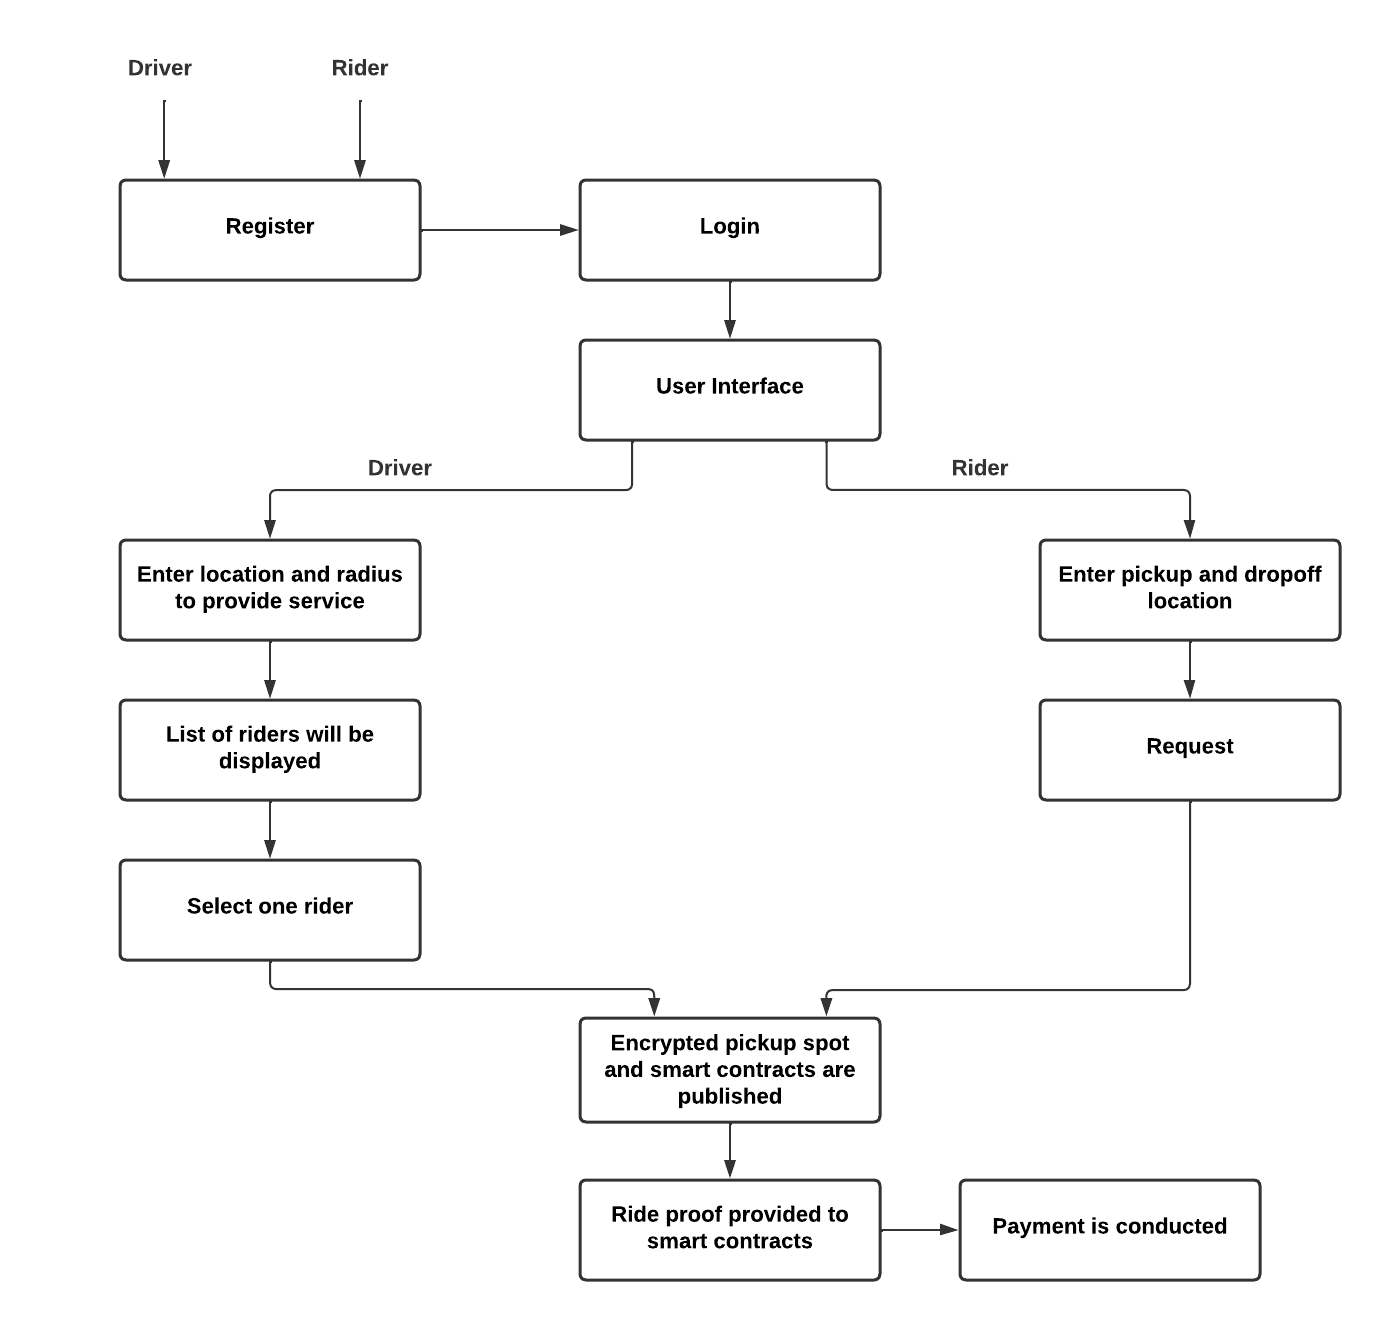 Driver
Rider
Register
Login
User Interface
Driver
Rider
Enter location and radius
to provide service
Enter pickup and dropoff
location
List of riders will be
displayed
Request
Select one rider
Encrypted pickup spot
and smart contracts are
published
Ride proof provided to
smart contracts
Payment is conducted